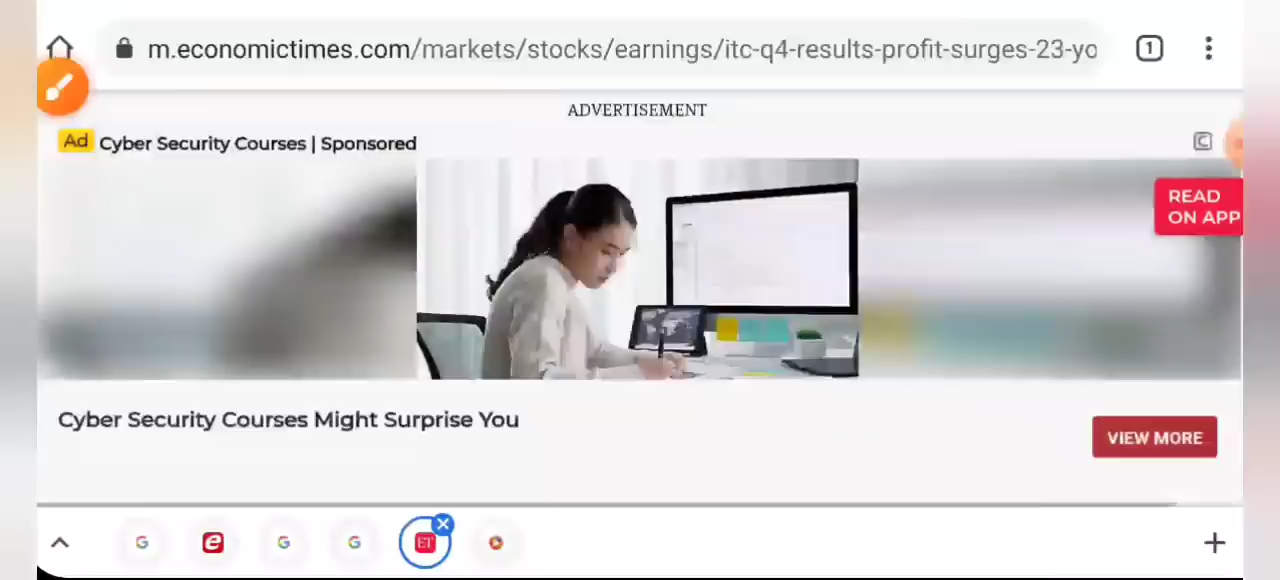 m.economictimes.com/markets/stocks/earnings/itc-q4-results-profit-surges-23-yo
1
ADVERTISEMENT
Ad Cyber Security Courses | Sponsored
C
READ
ON APP
Cyber Security Courses Might Surprise You
VIEW MORE
G
e
G
G
ET